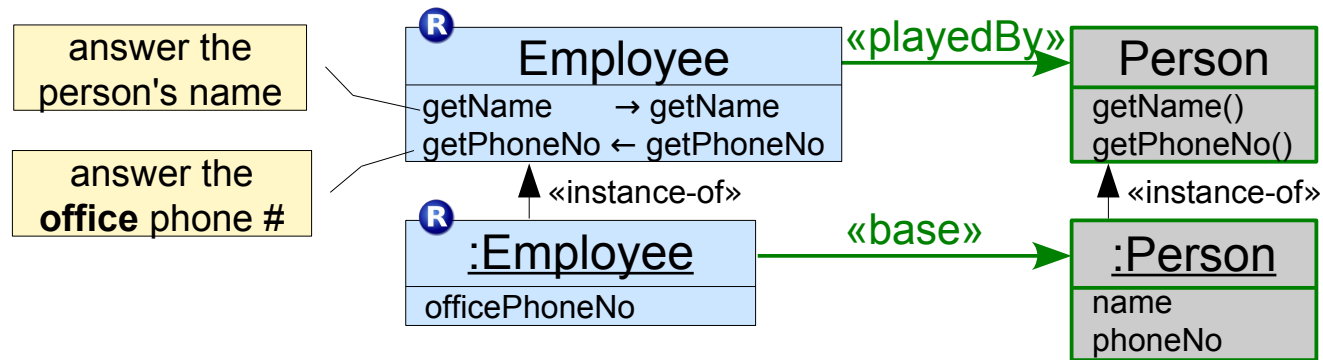 answer the
person's name
answer the
office phone #
R
Employee
getName → getName
getPhoneNo ← getPhoneNo
«playedBy»
Person
getName()
getPhoneNo()
«instance-of»
«instance-of»
R
:Employee
officePhoneNo
«base»
:Person
name
phoneNo